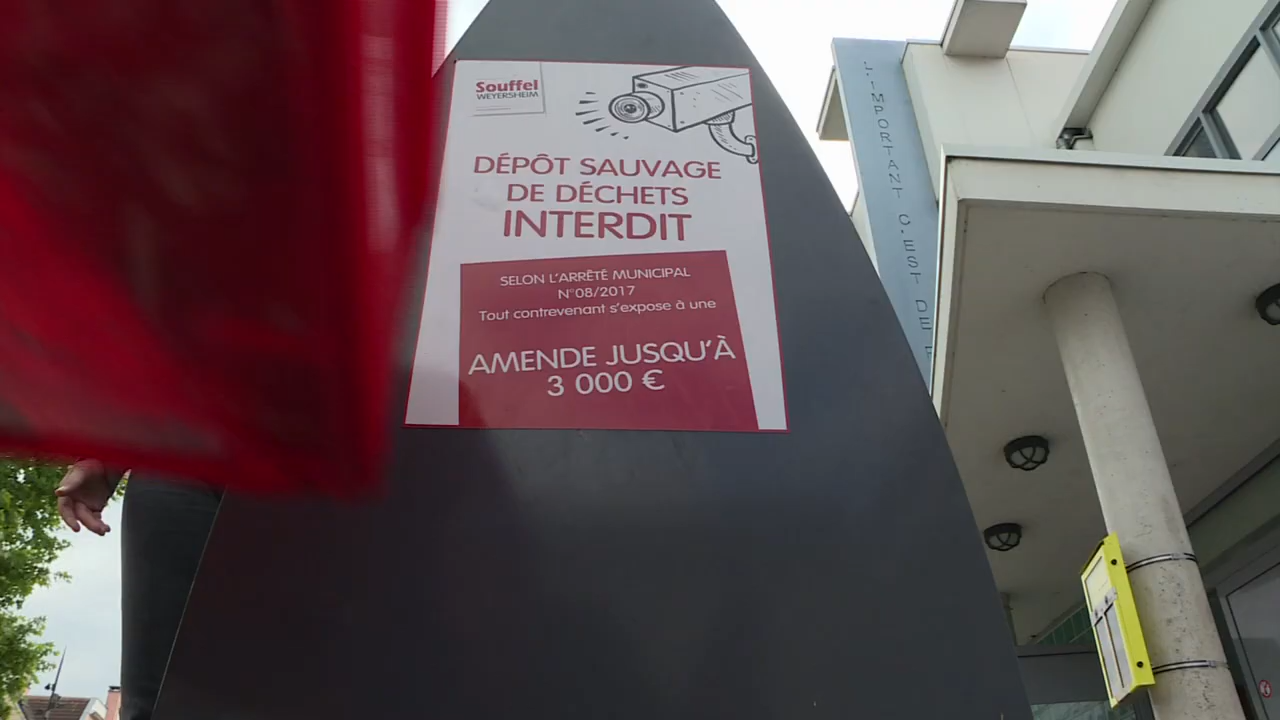 Souffel
WEYERSHEIM
DÉPÔT SAUVAGE
DE DÉCHETS
INTERDIT
SELON L'ARRÊTÉ MUNICIPAL
N°08/2017
Tout contrevenant s'expose à une
AMENDE JUSQU'À
3 000 €
L'IMPORTANT C'EST DE